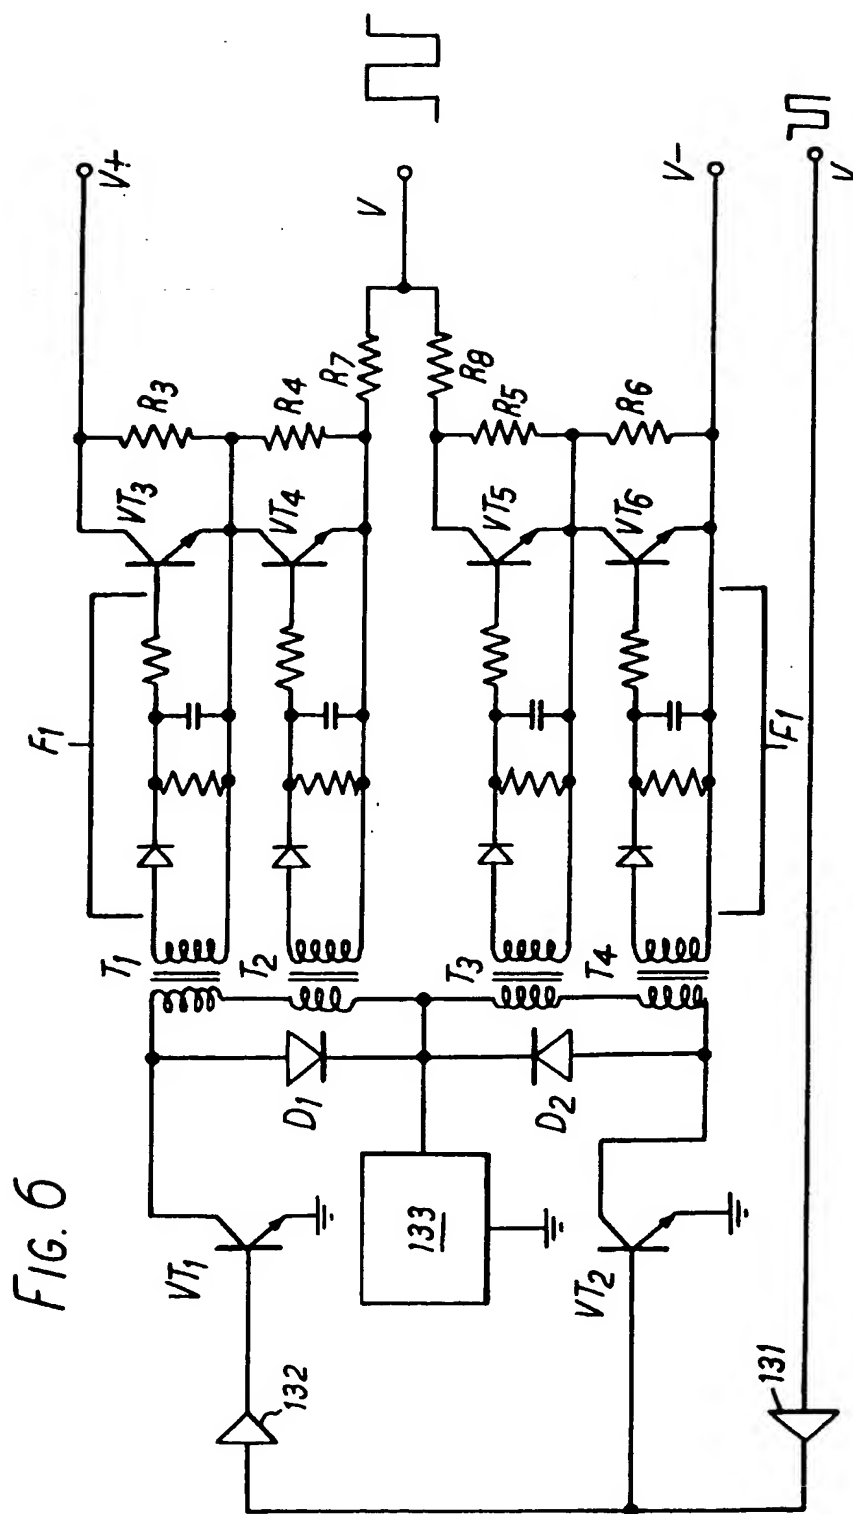 FIG. 6
V+
V
V-
V
R3
R4
R7
R8
R5
R6
VT3
VT4
VT5
VT6
F1
F1
T1
T2
T3
T4
D1
D2
VT1
133
VT2
132
131